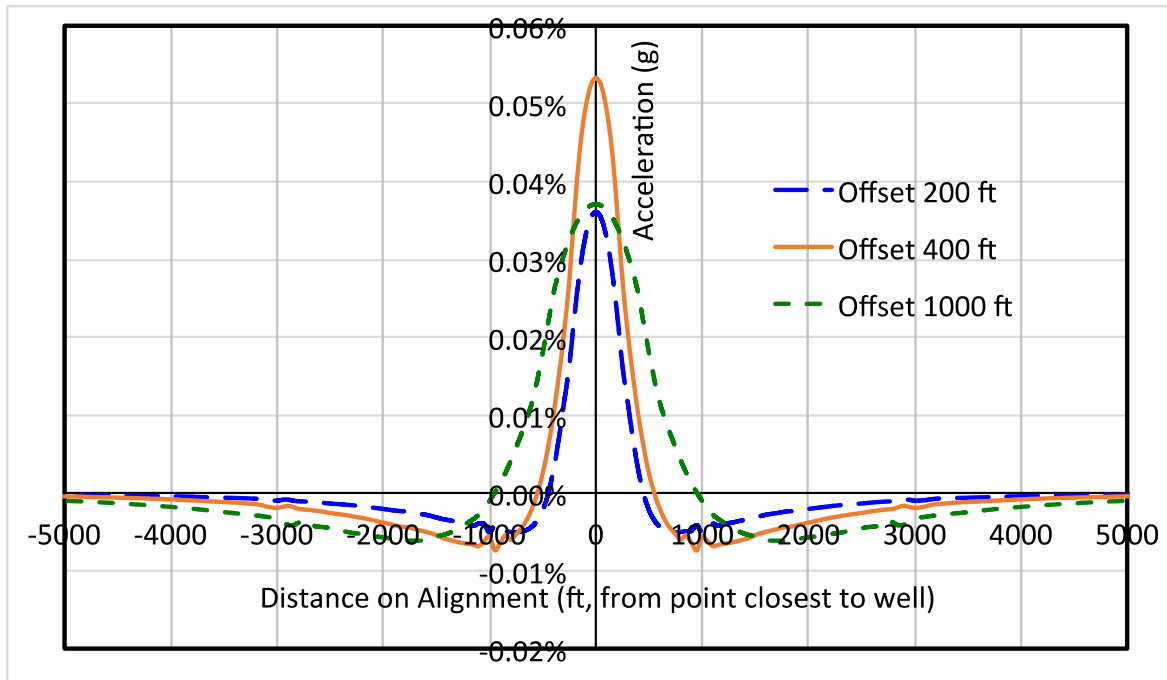 0.06%
0.05%
0.04%
0.03%
0.02%
0.01%
0.00%
-0.01%
-0.02%
Acceleration (g)
Offset 200 ft
Offset 400 ft
Offset 1000 ft
-5000 -4000 -3000 -2000 -1000 0 1000 2000 3000 4000 5000
Distance on Alignment (ft, from point closest to well)